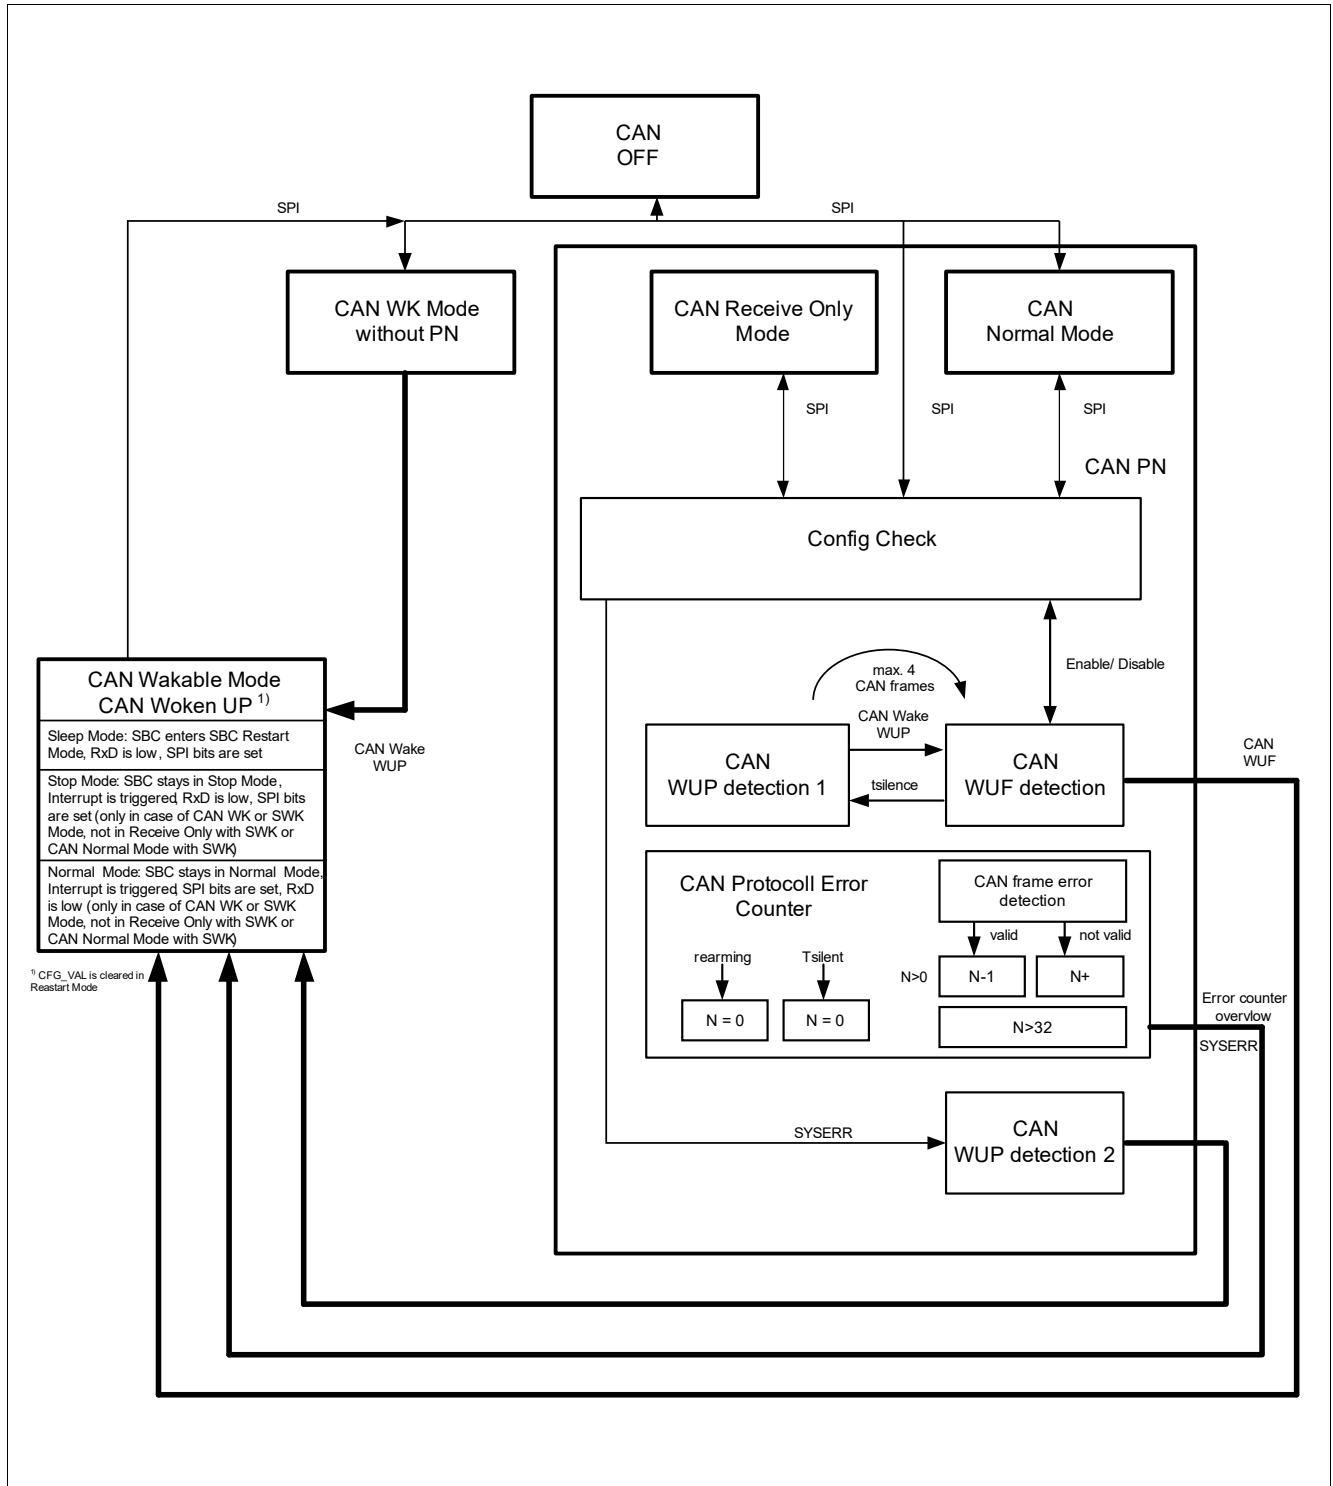 CAN
OFF
SPI
SPI
CAN WK Mode
without PN
CAN Receive Only
Mode
CAN
Normal Mode
SPI
SPI
SPI
CAN PN
Config Check
CAN Wakable Mode
CAN Woken UP 1)
Sleep Mode: SBC enters SBC Restart
Mode, RxD is low, SPI bits are set
Stop Mode: SBC stays in Stop Mode,
Interrupt is triggered, RxD is low, SPI bits
are set (only in case of CAN WK or SWK
Mode, not in Receive Only with SWK or
CAN Normal Mode with SWK)
Normal Mode: SBC stays in Normal Mode,
Interrupt is triggered, SPI bits are set, RxD
is low (only in case of CAN WK or SWK
Mode, not in Receive Only with SWK or
CAN Normal Mode with SWK)
1) CFG_VAL is cleared in
Reastart Mode
CAN Wake
WUP
Enable/ Disable
max. 4
CAN frames
CAN Wake
WUP
tsilence
CAN
WUP detection 1
CAN
WUF detection
CAN
WUF
CAN Protocoll Error
Counter
CAN frame error
detection
valid
not valid
rearming
Tsilent
N>0
N-1
N+
N = 0
N = 0
N>32
Error counter
overvlow
SYSERR
SYSERR
CAN
WUP detection 2